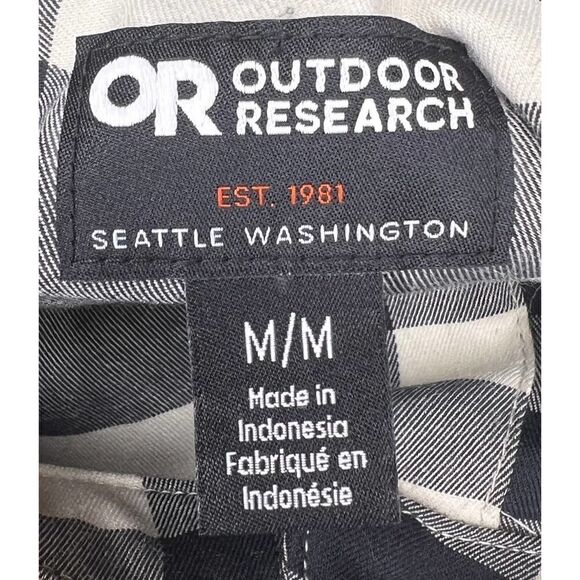 OR OUTDOOR
RESEARCH
EST. 1981
SEATTLE WASHINGTON
M/M
Made in
Indonesia
Fabriqué en
Indonésie